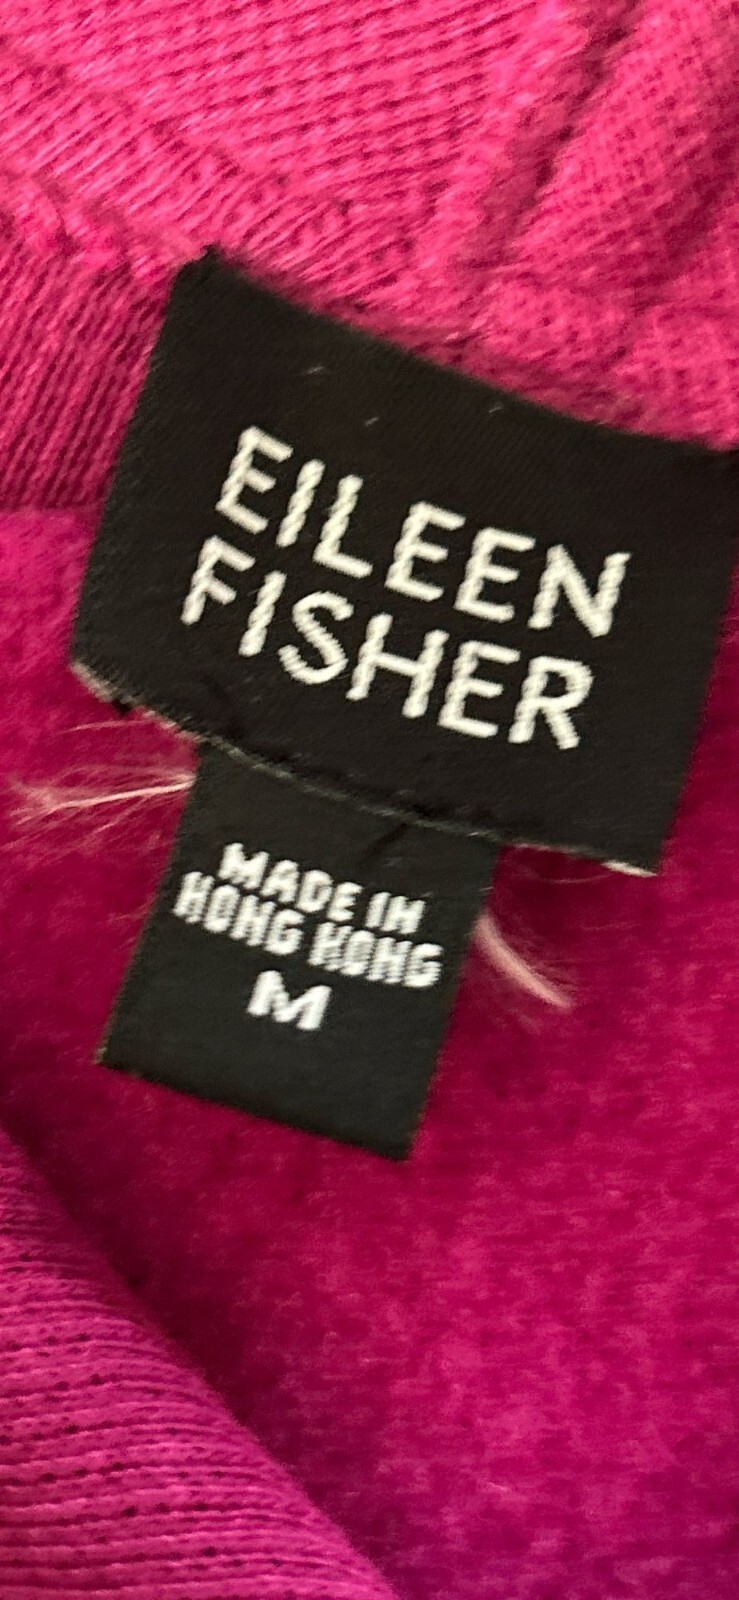 EILEEN
FISHER
MADE IN
HONG KONG
M